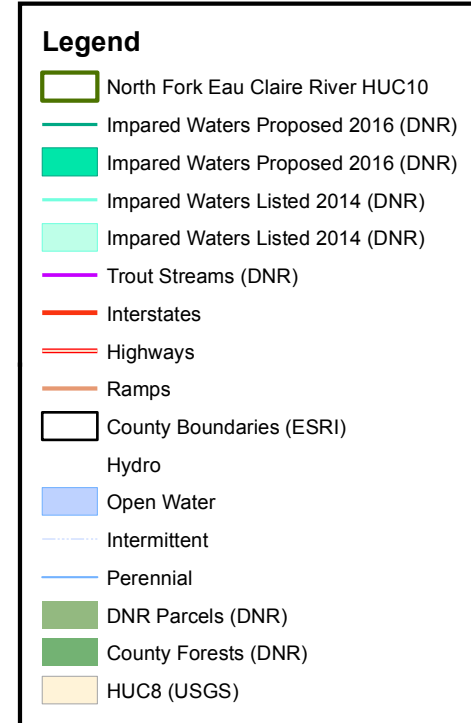 Legend
North Fork Eau Claire River HUC10
Impared Waters Proposed 2016 (DNR)
Impared Waters Proposed 2016 (DNR)
Impared Waters Listed 2014 (DNR)
Impared Waters Listed 2014 (DNR)
Trout Streams (DNR)
Interstates
Highways
Ramps
County Boundaries (ESRI)
Hydro
Open Water
Intermittent
Perennial
DNR Parcels (DNR)
County Forests (DNR)
HUC8 (USGS)